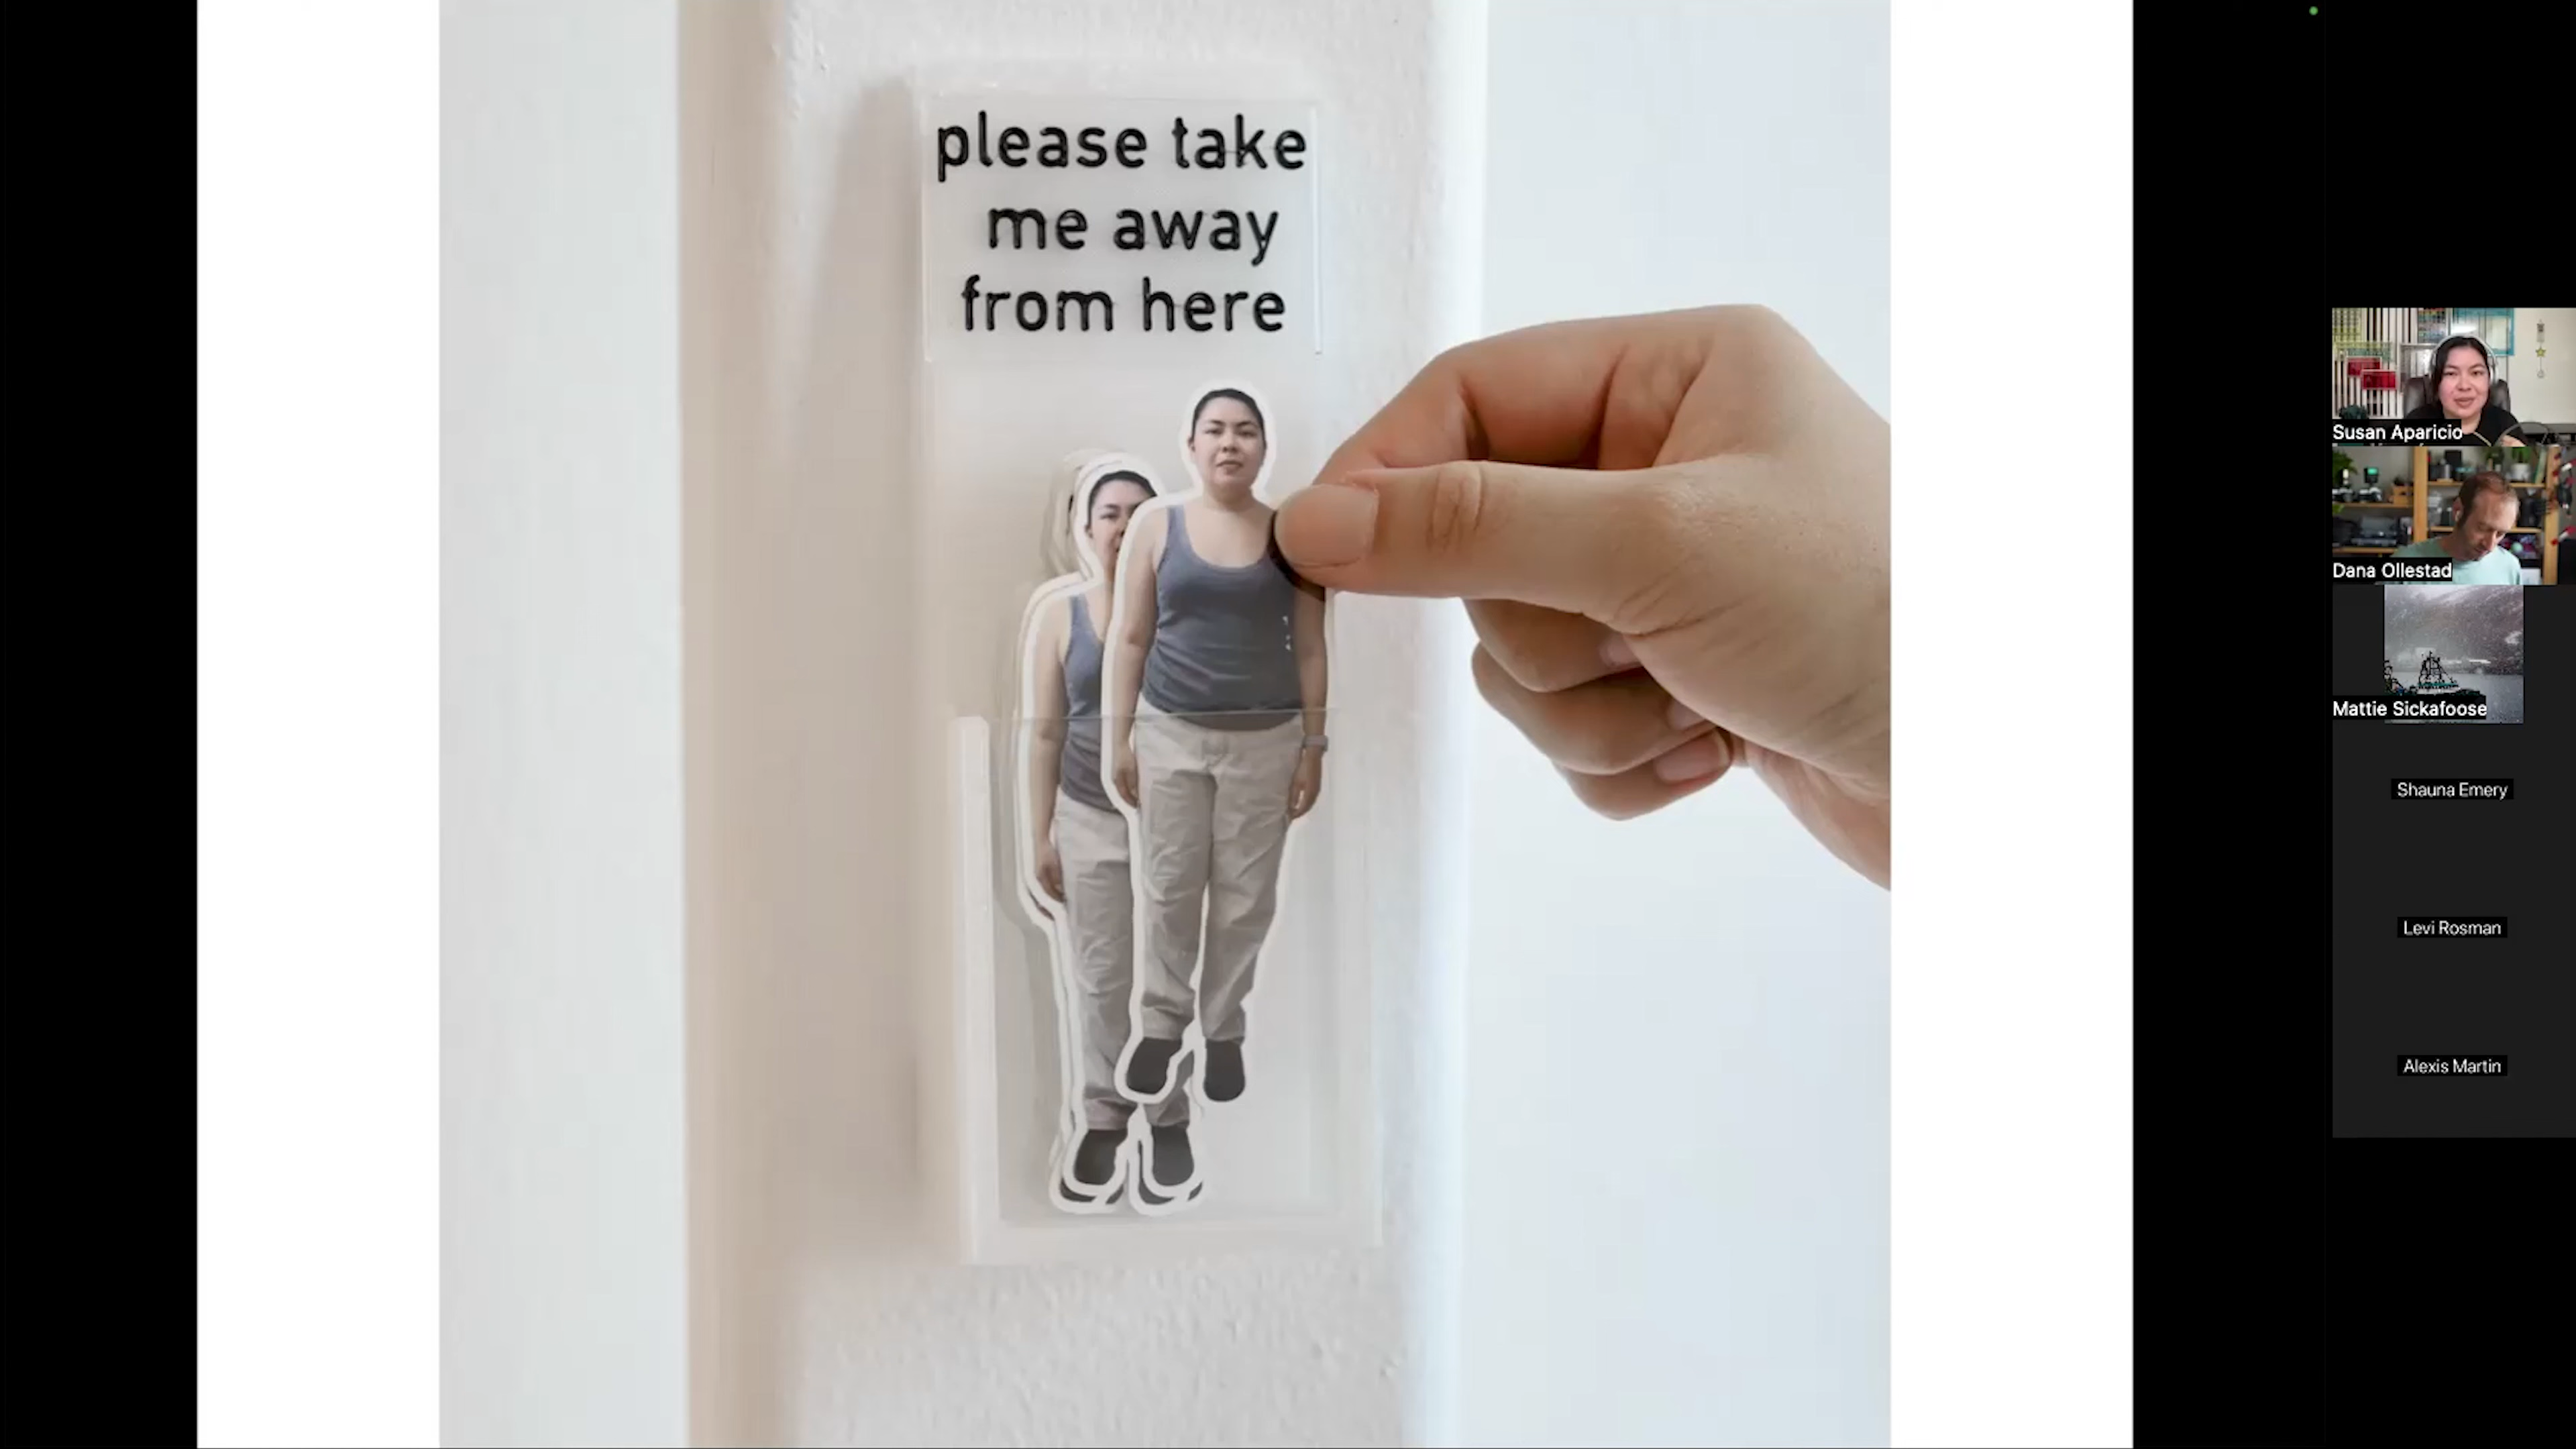 please take
me away
from here
Susan Aparicio
Dana Ollestad
Mattie Sickafoose
Shauna Emery
Levi Rosman
Alexis Martin